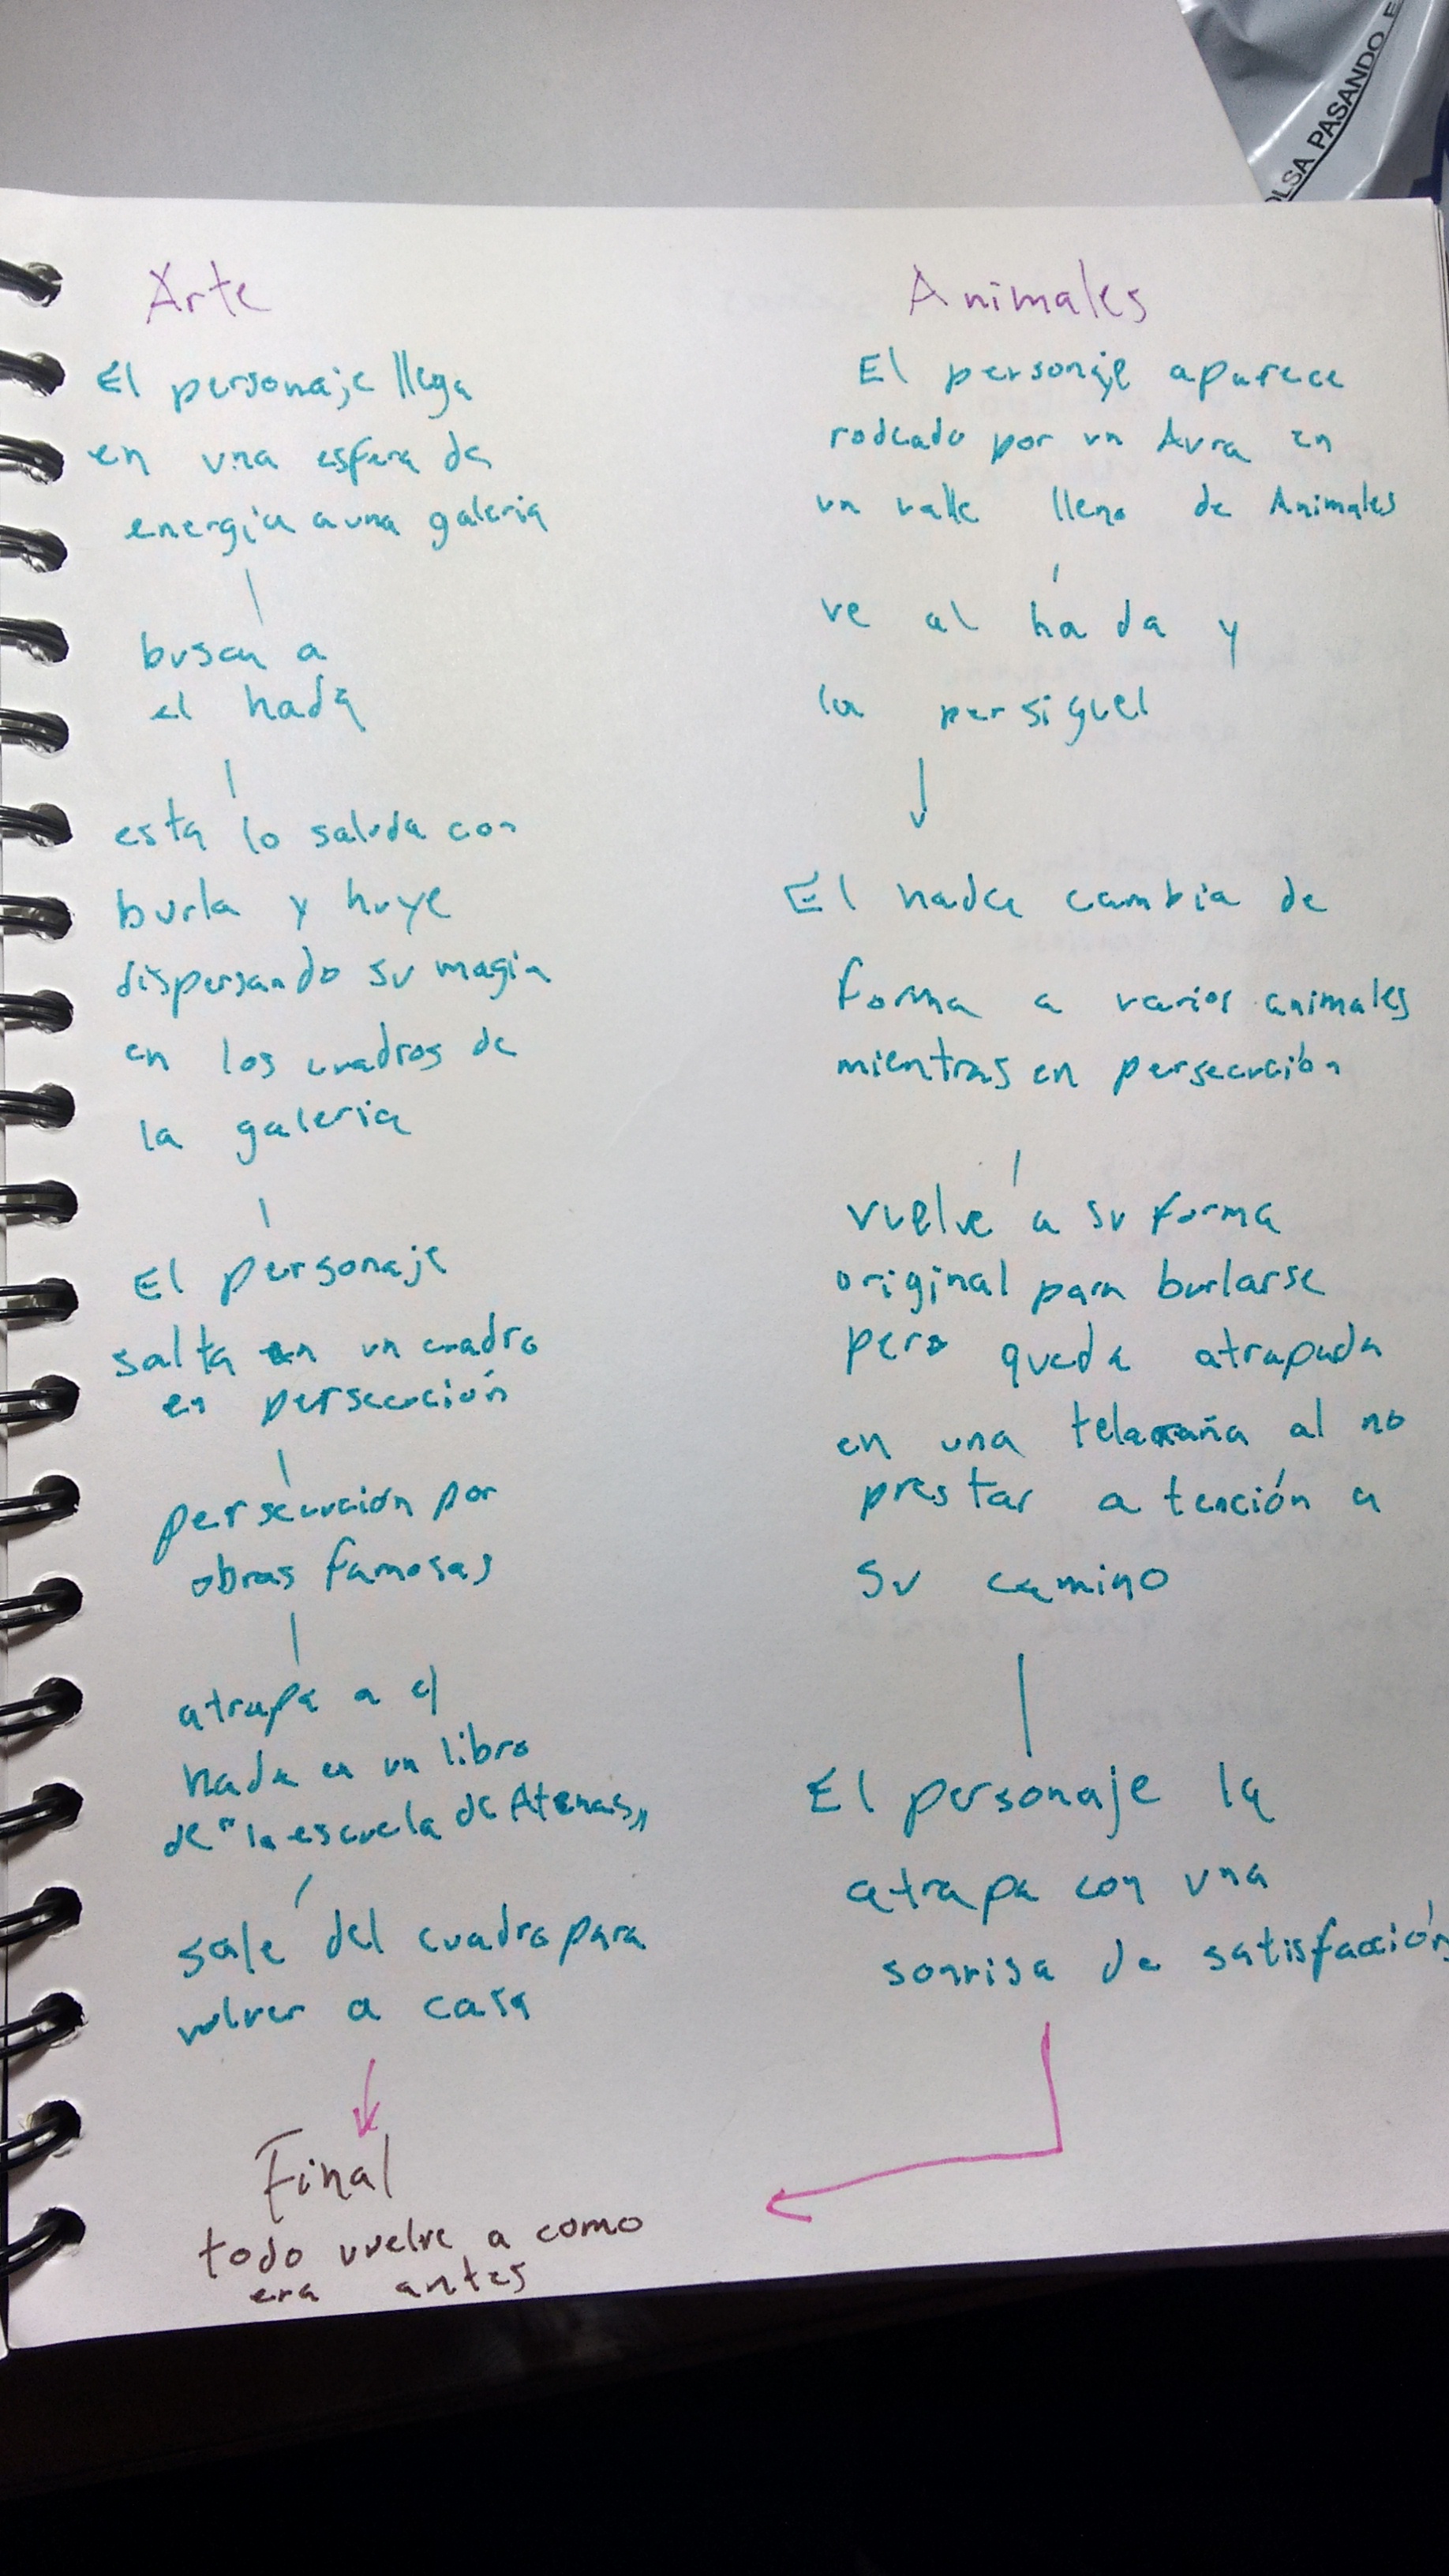 OLSA PASANDO E
Arte
El personaje llega
en una esfera de
energia a una galeria
busca a
el hada
esta lo saluda con
burla y huye
dispersando su magia
en los cuadros de
la galeria
El personaje
salta en un cuadro
en persecución
persecución por
obras famosas
atrapa a el
hada en un libro
de "la escuela de Atenas"
sale del cuadro para
volver a casa
Final
todo vuelve a como
era antes
Animales
El personaje aparece
rodeado por un Aura en
un valle lleno de Animales
ve al hada y
la persigue
El hada cambia de
forma a varios animales
mientras en persecución
vuelve a su forma
original para burlarse
pero queda atrapada
en una telaraña al no
prestar atención a
su camino
El personaje la
atrapa con una
sonrisa de satisfacción